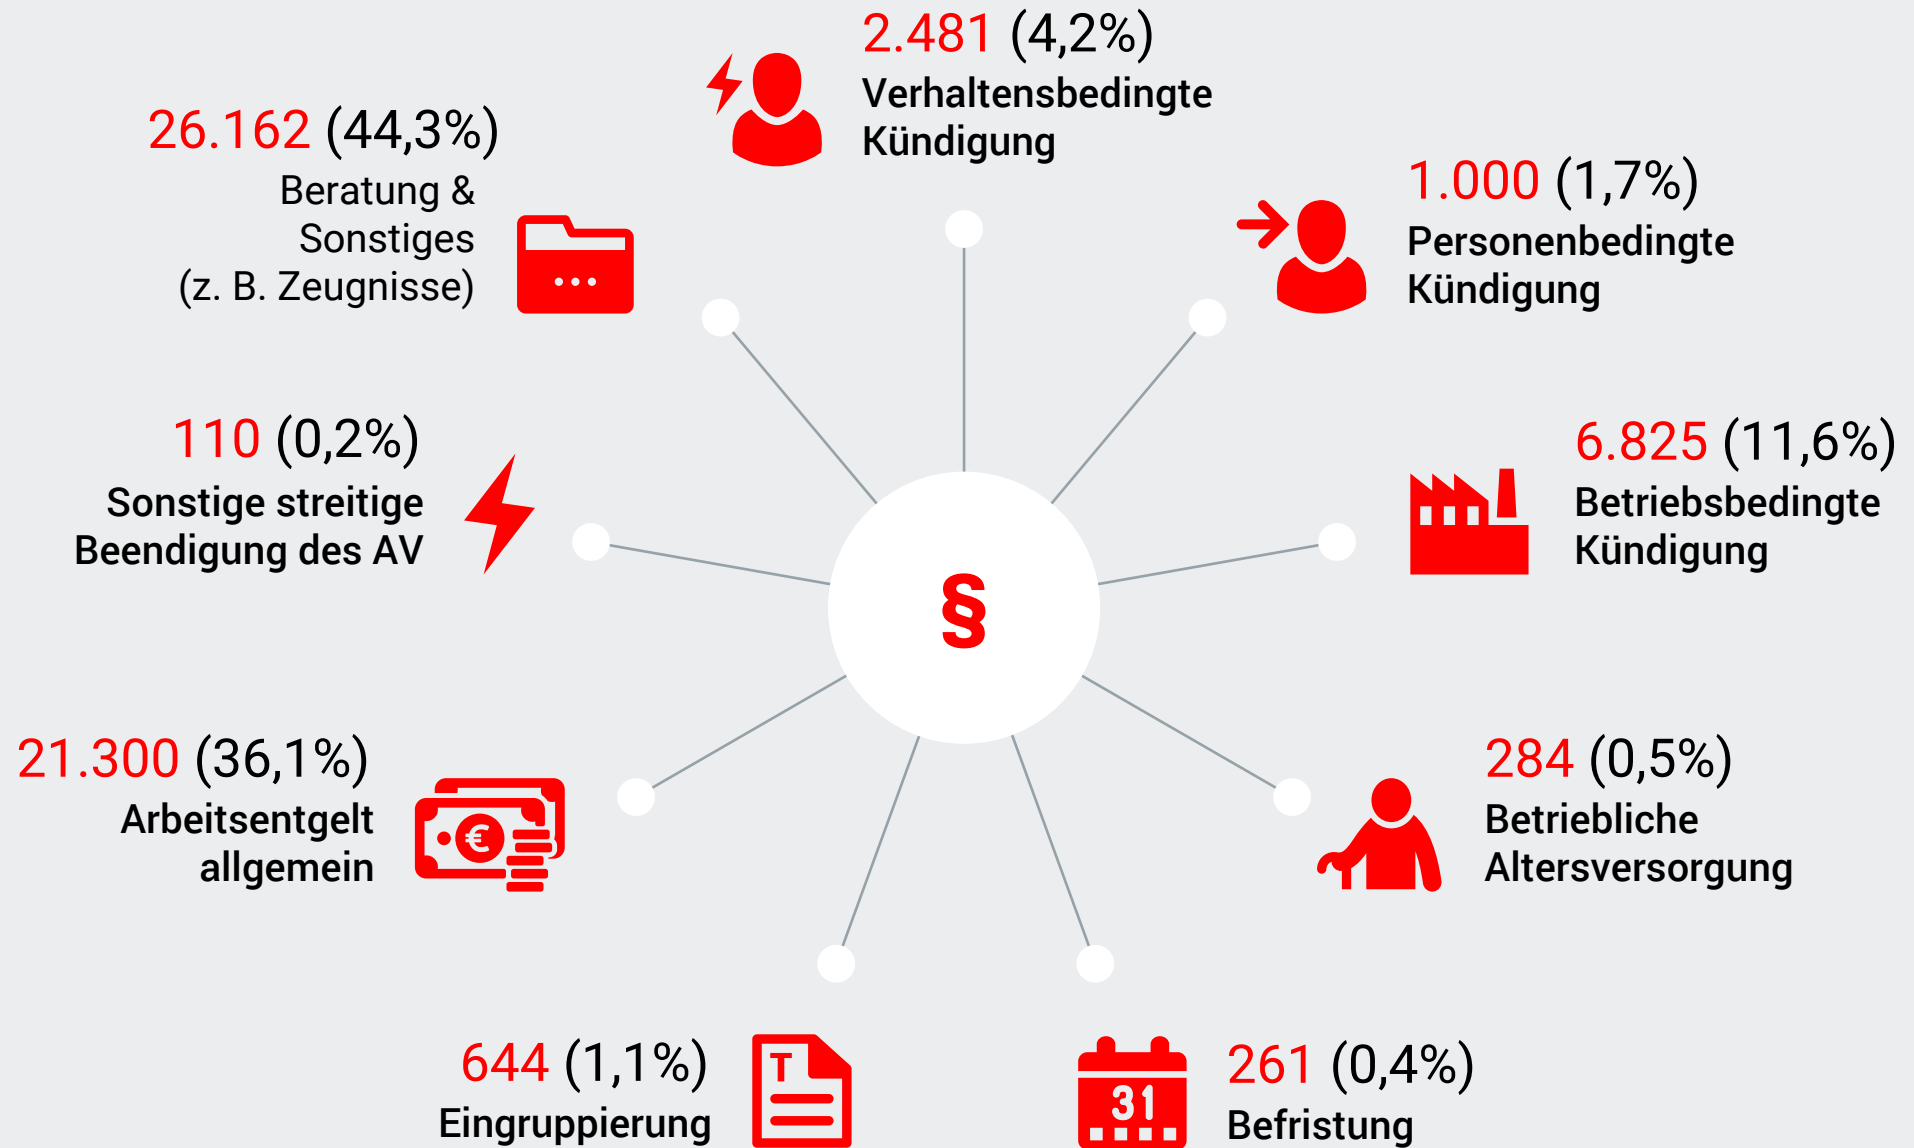 2.481 (4,2%)
Verhaltensbedingte
Kündigung
1.000 (1,7%)
Personenbedingte
Kündigung
6.825 (11,6%)
Betriebsbedingte
Kündigung
284 (0,5%)
Betriebliche
Altersversorgung
31
261 (0,4%)
Befristung
644 (1,1%)
Eingruppierung
T
21.300 (36,1%)
Arbeitsentgelt
allgemein
€
110 (0,2%)
Sonstige streitige
Beendigung des AV
26.162 (44,3%)
Beratung &
Sonstiges
(z. B. Zeugnisse)
§